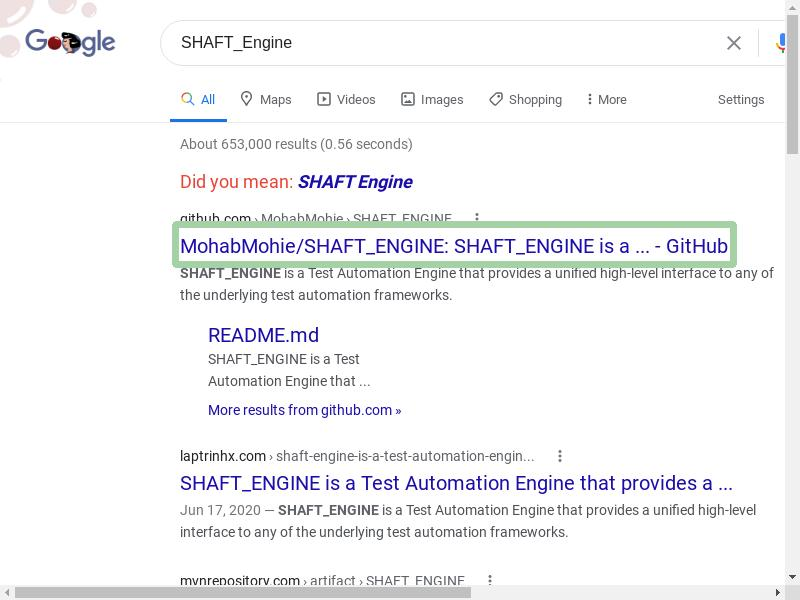 Google
SHAFT_Engine
All Maps Videos Images Shopping More Settings
About 653,000 results (0.56 seconds)
Did you mean: SHAFT Engine
github.com › MohabMohie › SHAFT_ENGINE
MohabMohie/SHAFT_ENGINE: SHAFT_ENGINE is a ... - GitHub
SHAFT_ENGINE is a Test Automation Engine that provides a unified high-level interface to any of
the underlying test automation frameworks.
README.md
SHAFT_ENGINE is a Test
Automation Engine that ...
More results from github.com »
laptrinhx.com › shaft-engine-is-a-test-automation-engin...
SHAFT_ENGINE is a Test Automation Engine that provides a ...
Jun 17, 2020 — SHAFT_ENGINE is a Test Automation Engine that provides a unified high-level
interface to any of the underlying test automation frameworks.
mvnrepository.com › artifact › SHAFT_ENGINE